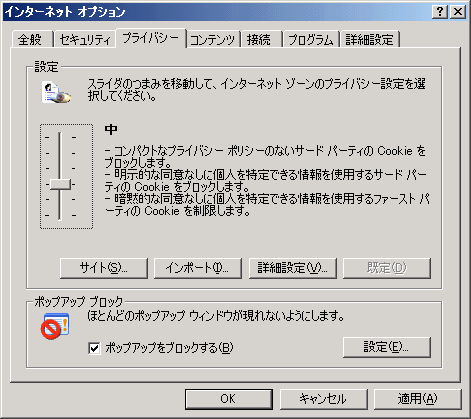 インターネット オプション
全般 セキュリティ プライバシー コンテンツ 接続 プログラム 詳細設定
設定
スライダのつまみを移動して、インターネット ゾーンのプライバシー設定を選
択してください。
中
- コンパクトなプライバシー ポリシーのないサード パーティの Cookie を
ブロックします。
- 明示的な同意なしに個人を特定できる情報を使用するサード パー
ティの Cookie をブロックします。
- 暗黙的な同意なしに個人を特定できる情報を使用するファースト パ
ーティの Cookie を制限します。
サイト(S)... インポート(I)... 詳細設定(V)... 既定(D)
ポップアップ ブロック
ほとんどのポップアップ ウィンドウが現れないようにします。
ポップアップをブロックする(B) 設定(E)...
OK キャンセル 適用(A)